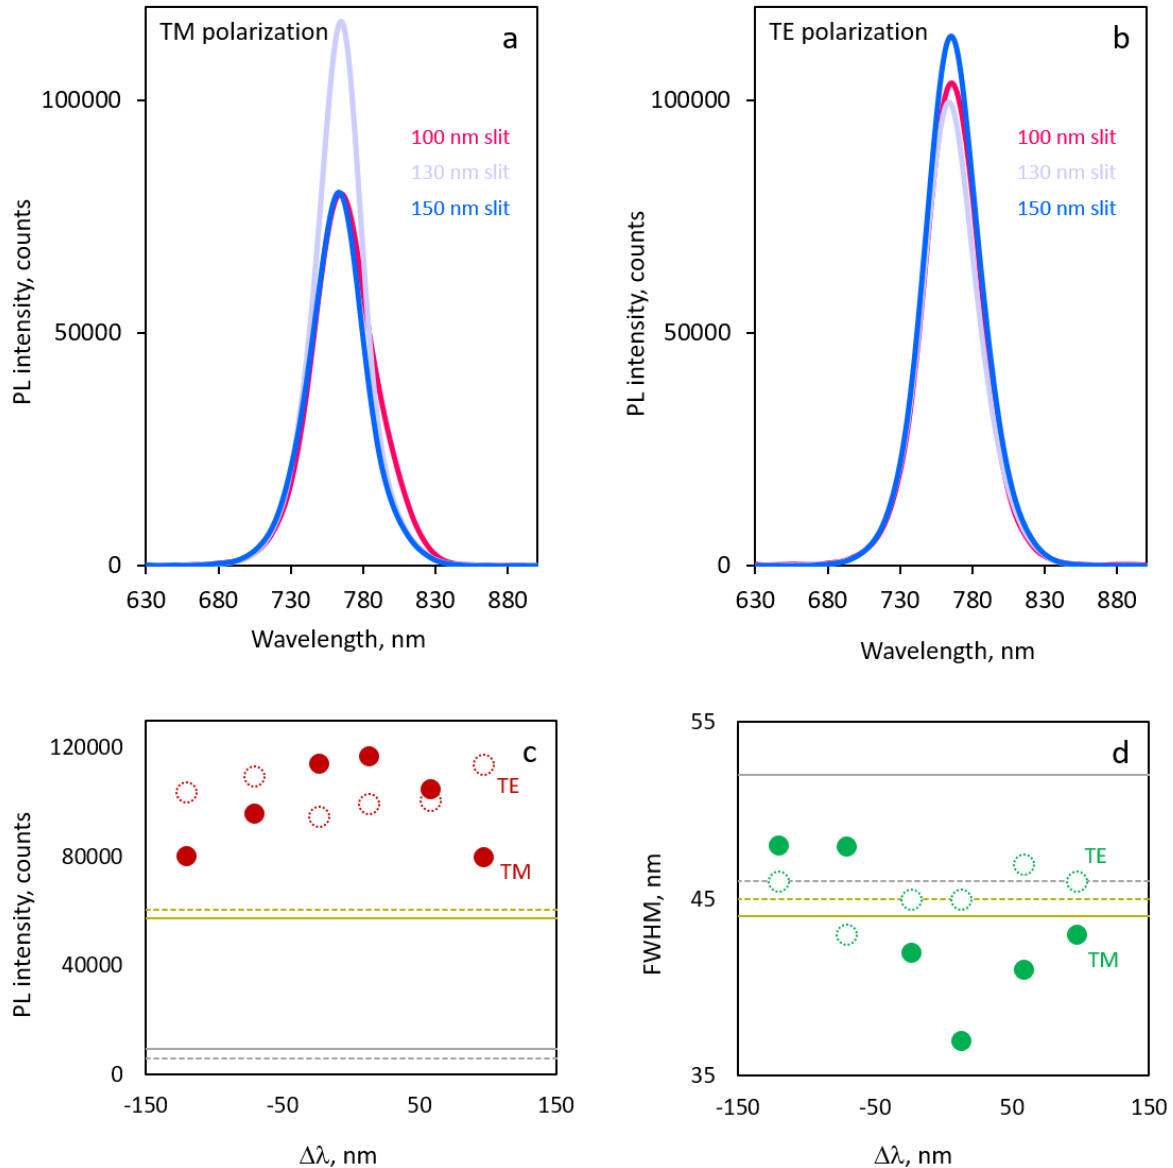 TM polarization
a
100000
50000
0
PL intensity, counts
100 nm slit
130 nm slit
150 nm slit
630 680 730 780 830 880
Wavelength, nm
TE polarization
b
100000
50000
0
PL intensity, counts
100 nm slit
130 nm slit
150 nm slit
630 680 730 780 830 880
Wavelength, nm
c
120000
80000
40000
0
PL intensity, counts
TE
TM
-150 -50 50 150
Δλ, nm
d
55
45
35
FWHM, nm
TE
TM
-150 -50 50 150
Δλ, nm